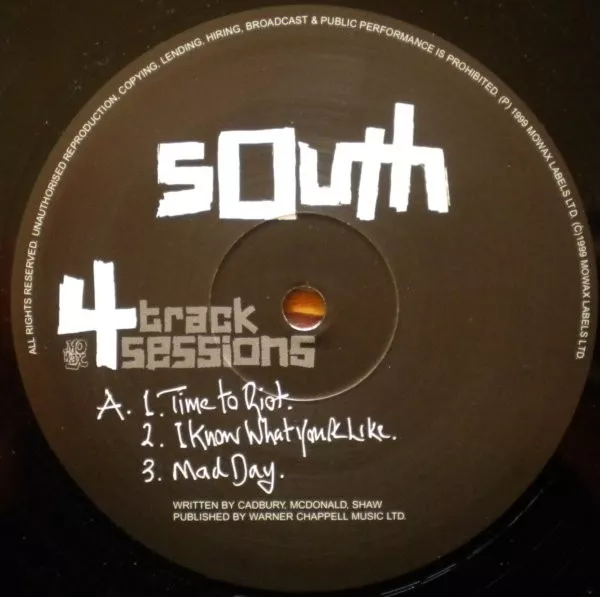 ALL RIGHTS RESERVED. UNAUTHORISED REPRODUCTION, COPYING, LENDING, HIRING, BROADCAST & PUBLIC PERFORMANCE IS PROHIBITED. (P) 1999 MOWAX LABELS LTD. (C)1999 MOWAX LABELS LTD.
sOuth
4 track
sessions
A. 1. Time to Riot.
2. I Know What You're Like.
3. Mad Day.
WRITTEN BY CADBURY, MCDONALD, SHAW
PUBLISHED BY WARNER CHAPPELL MUSIC LTD.